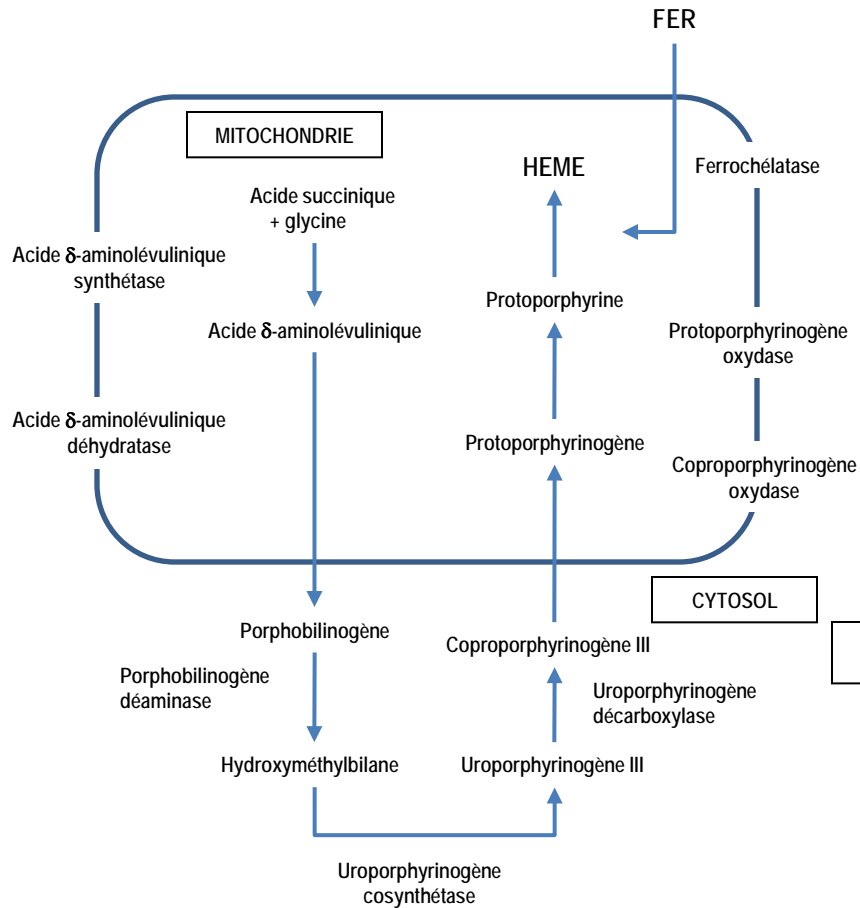 FER
MITOCHONDRIE
HEME
Ferrochélatase
Acide succinique
+ glycine
Acide δ-aminolévulinique
synthétase
Protoporphyrine
Acide δ-aminolévulinique
Protoporphyrinogène
oxydase
Acide δ-aminolévulinique
déhydratase
Protoporphyrinogène
Coproporphyrinogène
oxydase
CYTOSOL
Porphobilinogène
Coproporphyrinogène III
Porphobilinogène
déaminase
Uroporphyrinogène
décarboxylase
Hydroxyméthylbilane
Uroporphyrinogène III
Uroporphyrinogène
cosynthétase